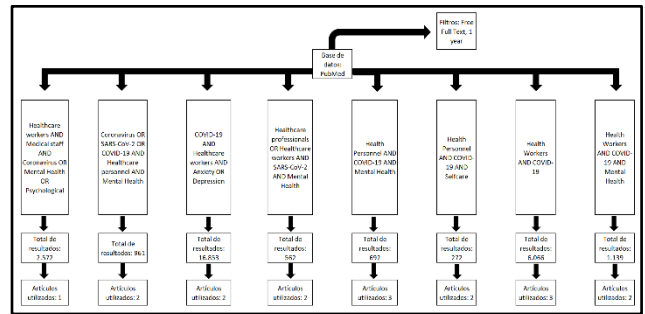 Filtros: Free
Full Text, 1
year
Base de
datos:
PubMed
Healthcare
workers AND
Medical staff
AND
Coronavirus OR
Mental Health
OR
Psychological
Coronavirus OR
SARS-CoV-2 OR
COVID-19 AND
Healthcare
personnel AND
Mental Health
COVID-19
AND
Healthcare
workers AND
Anxiety OR
Depression
Healthcare
professionals
OR Healthcare
workers AND
SARS-CoV-2
AND Mental
Health
Health
Personnel AND
COVID-19 AND
Mental Health
Health
Personnel
AND COVID-
19 AND
Selfcare
Health
Workers
AND COVID-
19
Health
Workers
AND COVID-
19 AND
Mental
Health
Total de
resultados:
2.572
Total de
resultados: 961
Total de
resultados:
16.853
Total de
resultados:
562
Total de
resultados:
692
Total de
resultados:
272
Total de
resultados:
6.066
Total de
resultados:
1.139
Artículos
utilizados: 1
Artículos
utilizados: 2
Artículos
utilizados: 2
Artículos
utilizados: 2
Artículos
utilizados: 3
Artículos
utilizados: 2
Artículos
utilizados: 3
Artículos
utilizados: 2